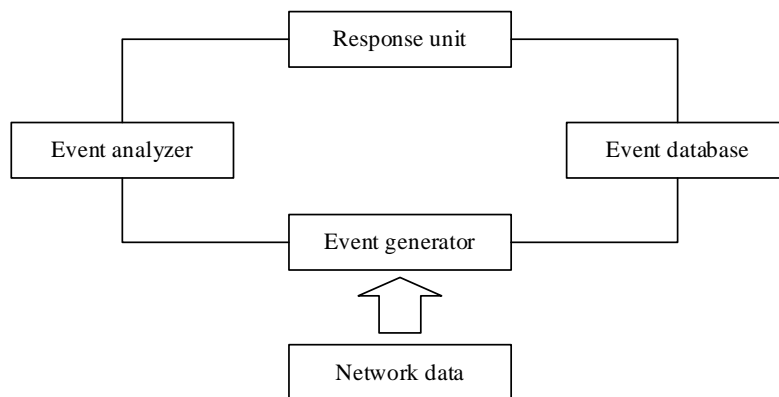 Response unit
Event analyzer
Event database
Event generator
Network data